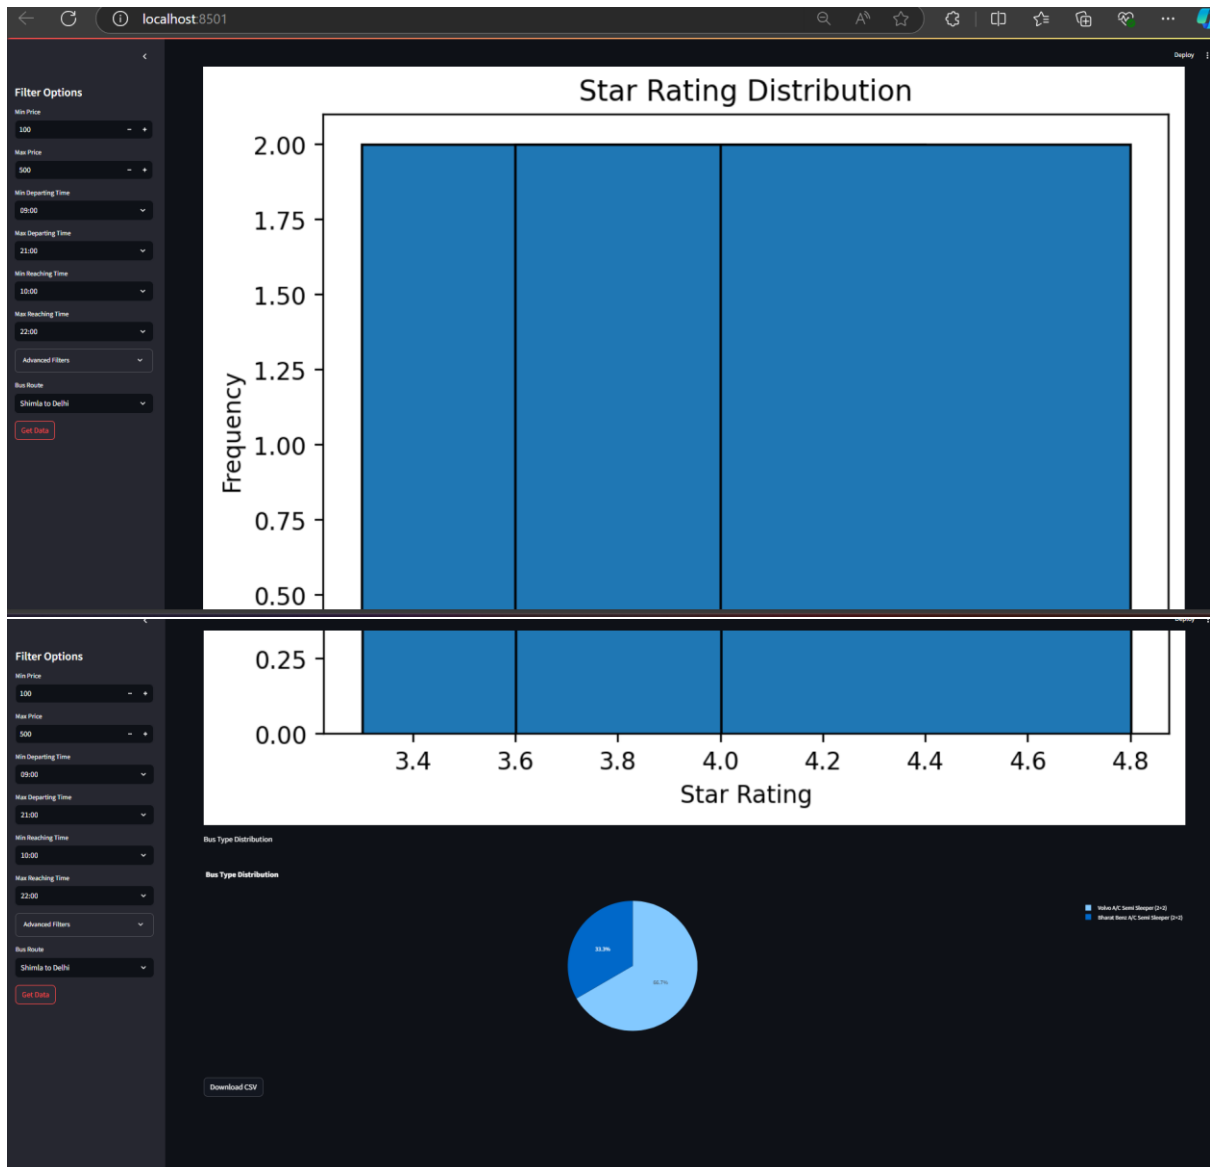 localhost:8501
Deploy
Filter Options
Min Price
100
Max Price
500
Min Departing Time
09:00
Max Departing Time
21:00
Min Reaching Time
10:00
Max Reaching Time
22:00
Advanced Filters
Bus Route
Shimla to Delhi
Get Data
Star Rating Distribution
2.00
1.75
1.50
1.25
1.00
0.75
0.50
Frequency
Deploy
Filter Options
Min Price
100
Max Price
500
Min Departing Time
09:00
Max Departing Time
21:00
Min Reaching Time
10:00
Max Reaching Time
22:00
Advanced Filters
Bus Route
Shimla to Delhi
Get Data
0.25
0.00
3.4 3.6 3.8 4.0 4.2 4.4 4.6 4.8
Star Rating
Bus Type Distribution
Bus Type Distribution
33.3%
66.7%
Volvo A/C Semi Sleeper (2+2)
Bharat Benz A/C Semi Sleeper (2+2)
Download CSV